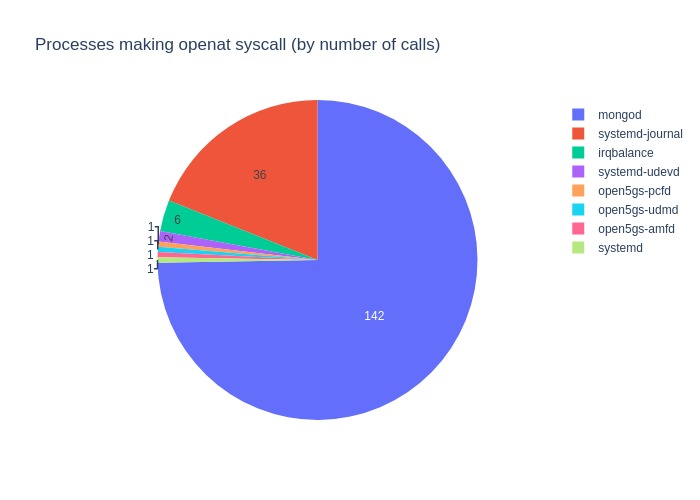 Processes making openat syscall (by number of calls)
mongod
systemd-journal
irqbalance
systemd-udevd
open5gs-pcfd
open5gs-udmd
open5gs-amfd
systemd
36
6
2
1
1
1
1
142